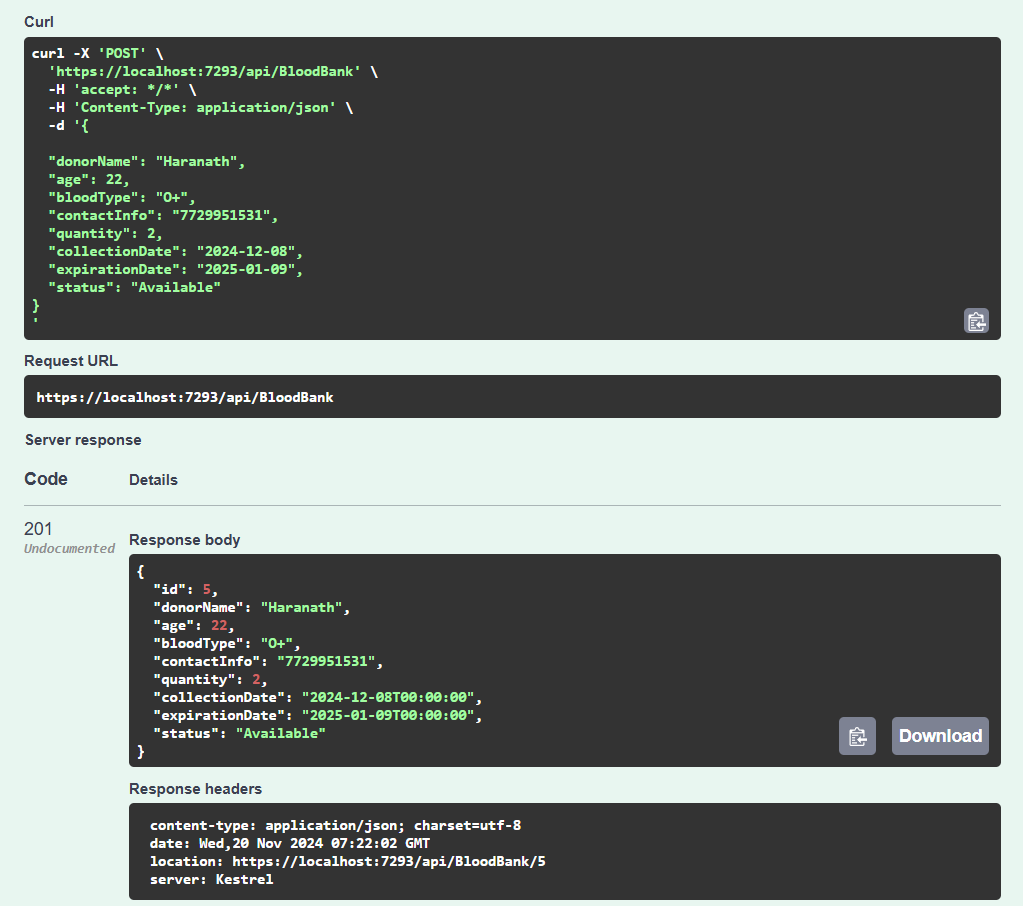 Curl
curl -X 'POST' \
'https://localhost:7293/api/BloodBank' \
-H 'accept: */*' \
-H 'Content-Type: application/json' \
-d '{
"donorName": "Haranath",
"age": 22,
"bloodType": "O+",
"contactInfo": "7729951531",
"quantity": 2,
"collectionDate": "2024-12-08",
"expirationDate": "2025-01-09",
"status": "Available"
}
'
Request URL
https://localhost:7293/api/BloodBank
Server response
Code Details
201
Undocumented
Response body
{
"id": 5,
"donorName": "Haranath",
"age": 22,
"bloodType": "O+",
"contactInfo": "7729951531",
"quantity": 2,
"collectionDate": "2024-12-08T00:00:00",
"expirationDate": "2025-01-09T00:00:00",
"status": "Available"
}
Download
Response headers
content-type: application/json; charset=utf-8
date: Wed,20 Nov 2024 07:22:02 GMT
location: https://localhost:7293/api/BloodBank/5
server: Kestrel